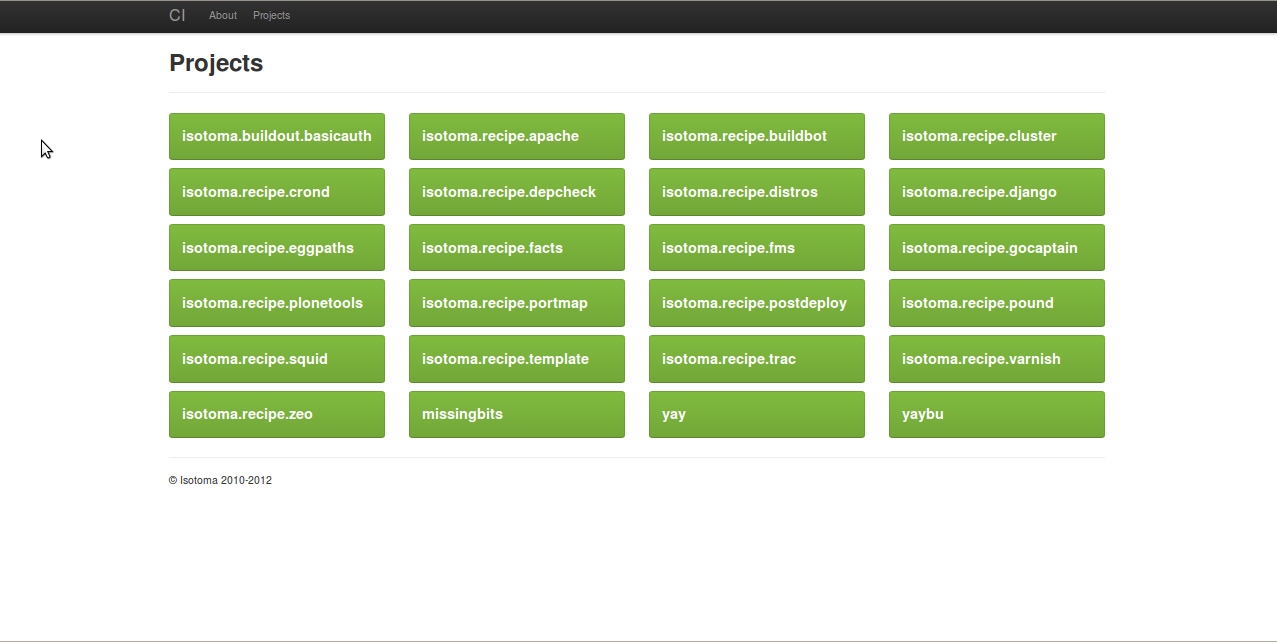 CI About Projects
Projects
isotoma.buildout.basicauth isotoma.recipe.apache isotoma.recipe.buildbot isotoma.recipe.cluster
isotoma.recipe.crond isotoma.recipe.depcheck isotoma.recipe.distros isotoma.recipe.django
isotoma.recipe.eggpaths isotoma.recipe.facts isotoma.recipe.fms isotoma.recipe.gocaptain
isotoma.recipe.plonetools isotoma.recipe.portmap isotoma.recipe.postdeploy isotoma.recipe.pound
isotoma.recipe.squid isotoma.recipe.template isotoma.recipe.trac isotoma.recipe.varnish
isotoma.recipe.zeo missingbits yay yaybu
© Isotoma 2010-2012